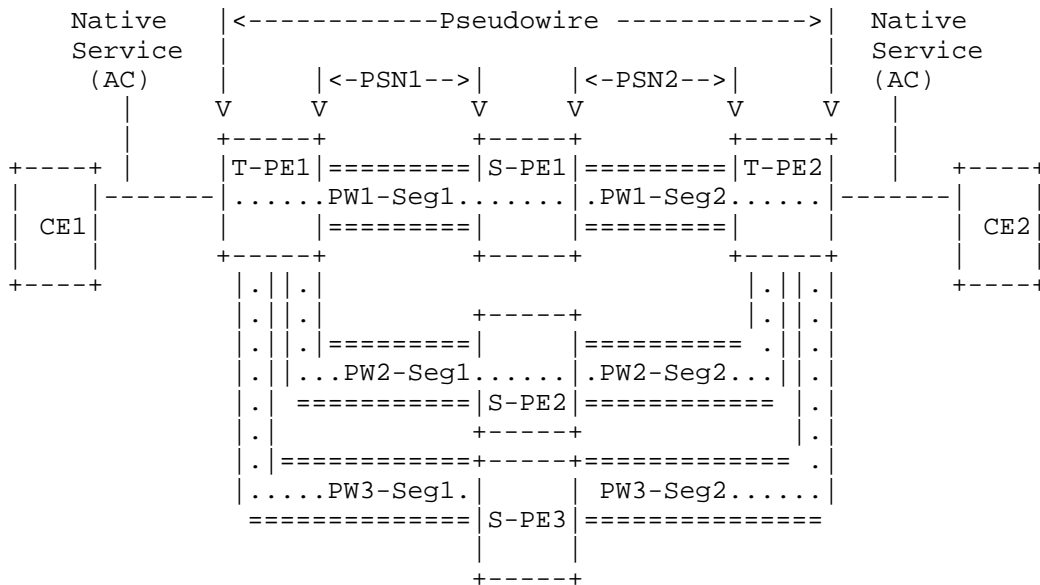 Native |<------------Pseudowire ------------>| Native
Service | | Service
(AC) | |<-PSN1-->| |<-PSN2-->| | (AC)
| V V V V V V |
| +-----+ +-----+ +-----+ |
+----+ | |T-PE1|=========|S-PE1|=========|T-PE2| | +----+
| |-------|......PW1-Seg1.......|.PW1-Seg2......|-------| |
| CE1| | |=========| |=========| | | CE2|
| | +-----+ +-----+ +-----+ | |
+----+ |.||.| |.||.| +----+
|.||.| +-----+ |.||.|
|.||.|=========| |========== .||.|
|.||...PW2-Seg1......|.PW2-Seg2...||.|
|.| ===========|S-PE2|============ |.|
|.| +-----+ |.|
|.|============+-----+============= .|
|.....PW3-Seg1.| | PW3-Seg2......|
==============|S-PE3|===============
| |
+-----+